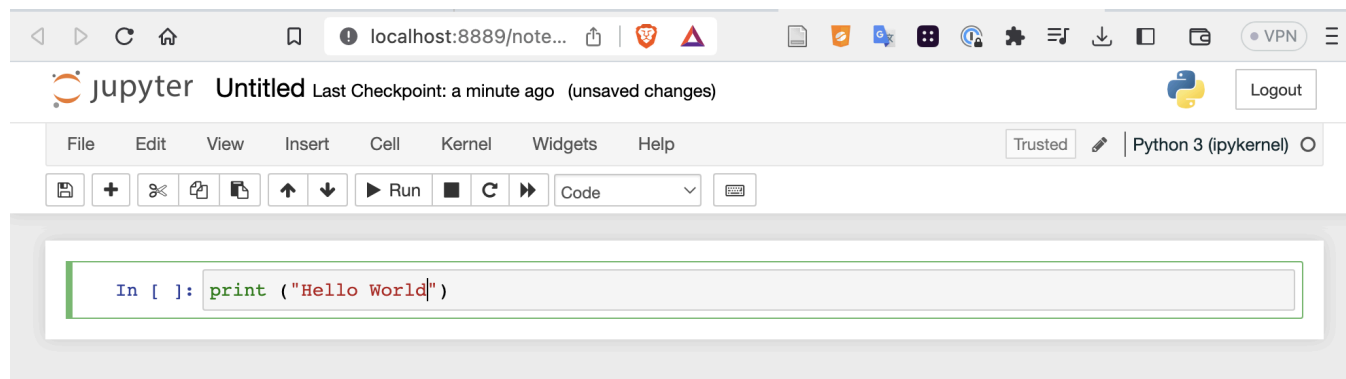 localhost:8889/note... VPN
jupyter Untitled Last Checkpoint: a minute ago (unsaved changes) Logout
File Edit View Insert Cell Kernel Widgets Help Trusted Python 3 (ipykernel)
Run Code
In [ ]: print ("Hello World")